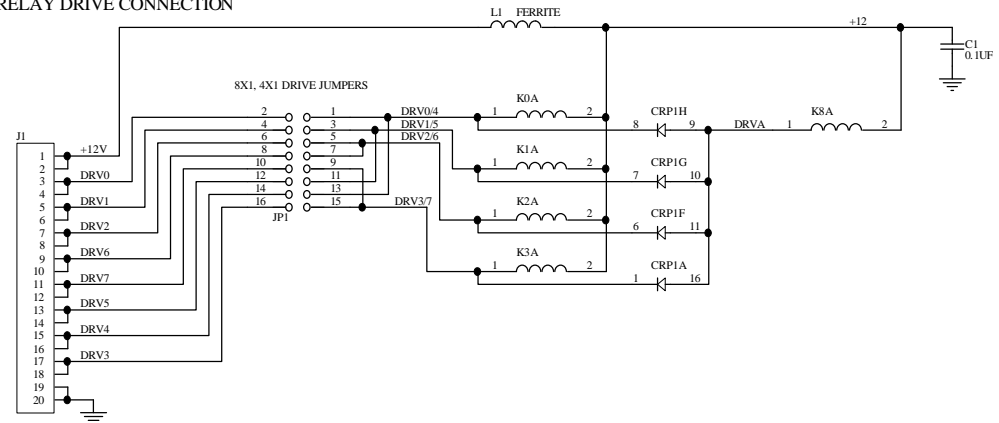 RELAY DRIVE CONNECTION
L1 FERRITE
+12
C1
0.1UF
8X1, 4X1 DRIVE JUMPERS
J1
1 +12V
2
3 DRV0
4
5 DRV1
6
7 DRV2
8
9 DRV6
10
11 DRV7
12
13 DRV5
14
15 DRV4
16
17 DRV3
18
19
20
2 1 DRV0/4
4 3 DRV1/5
6 5 DRV2/6
8 7
10 9
12 11
14 13
16 15 DRV3/7
JP1
K0A
1 2
K1A
1 2
K2A
1 2
K3A
1 2
CRP1H
8 9
CRP1G
7 10
CRP1F
6 11
CRP1A
1 16
DRVA
K8A
1 2